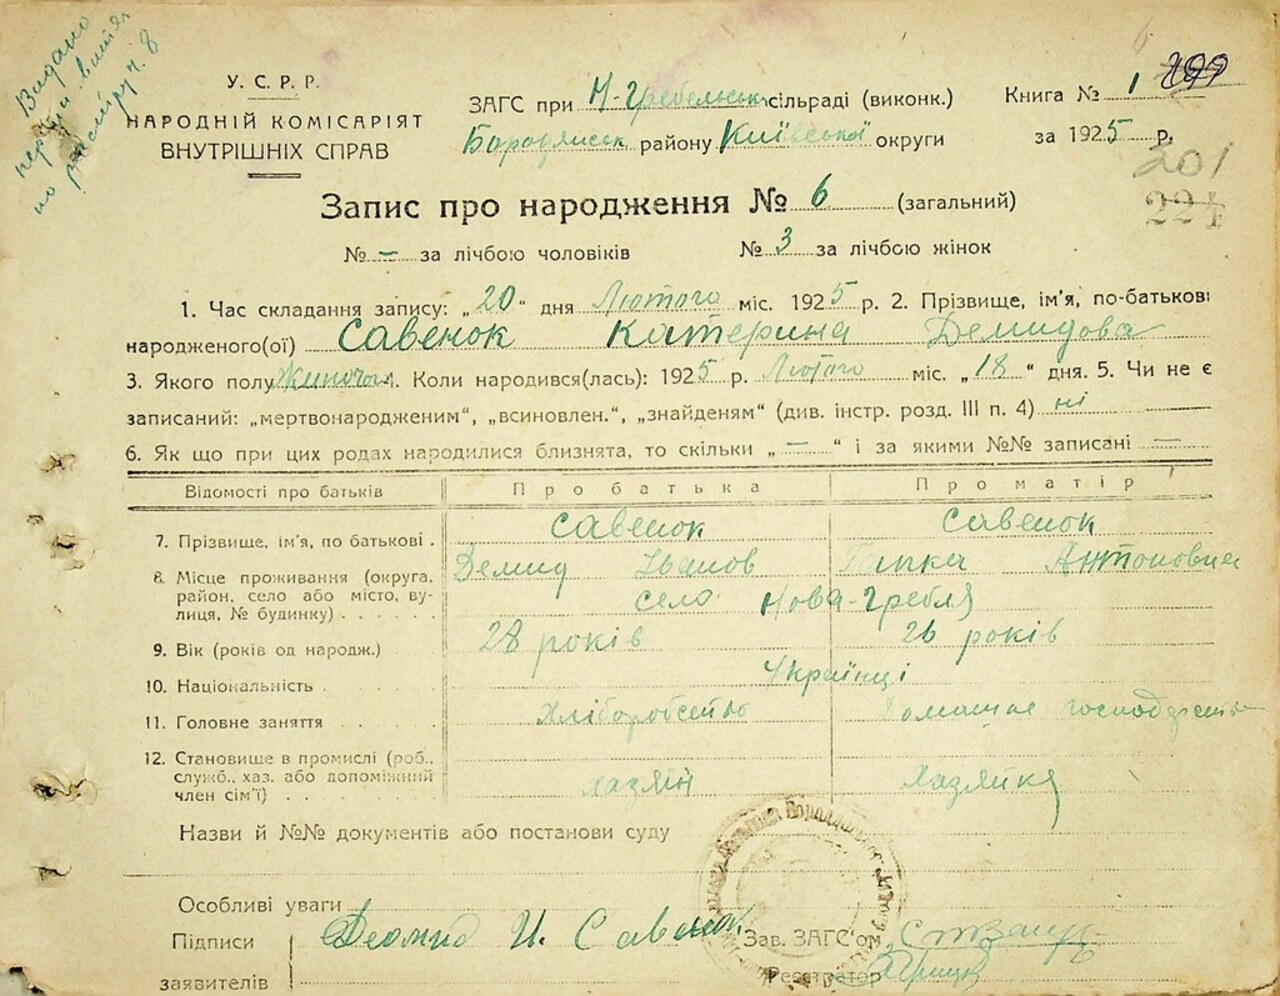 Видано
по реєстру ч. 8
У. С. Р. Р.
НАРОДНІЙ КОМІСАРІЯТ
ВНУТРІШНІХ СПРАВ
ЗАГС при Н-Гребельськ сільраді (виконк.)
Бородянськ району Київської округи
Книга № 1
за 1925 р.
201
224
Запис про народження № 6 (загальний)
№ — за лічбою чоловіків № 3 за лічбою жінок
1. Час складання запису: „20“ дня Лютого міс. 1925 р. 2. Прізвище, ім'я, по-батькові
народженого(ої) Савенок Катерина Демидова
3. Якого полу Жиночої 4. Коли народився(лась): 1925 р. Лютого міс. „18“ дня. 5. Чи не є
записаний: „мертвонародженим“, „всиновлен.“, „знайденям“ (див. інстр. розд. III п. 4) ні
6. Як що при цих родах народилися близнята, то скільки „—“ і за якими №№ записані —
Відомості про батьків Про батька Про матір
7. Прізвище, ім'я, по батькові . Савенок Савенок
Демид Іванов Гапка Антоновна
8. Місце проживання (округа, район, село або місто, вулиця, № будинку) . . . . . . село Нова-Гребля
9. Вік (років од народж.) 28 років 26 років
10. Національність . Українці
11. Головне заняття . . . . . Хліборобство Домашнє господарство
12. Становище в промислі (роб., служб., хаз. або допоміжний член сім'ї) . . . . . . . . хазяїн Хазяйка
Назви й №№ документів або постанови суду
Особливі уваги
Підписи
заявителів
Деомид И. Савенок
Зав. ЗАГС'ом
Реєстратор